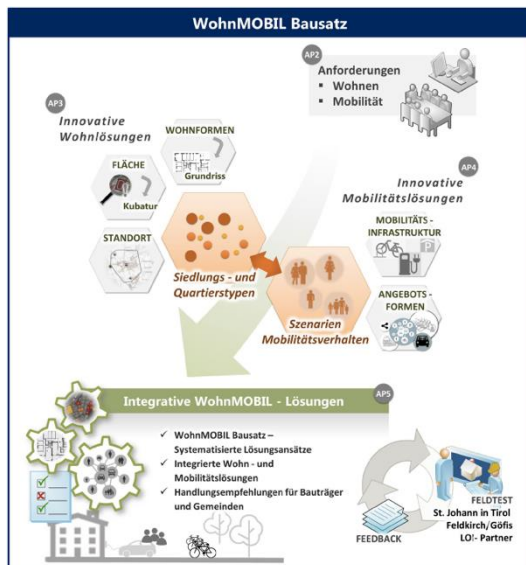 WohnMOBIL Bausatz
AP2
Anforderungen
▪ Wohnen
▪ Mobilität
AP3
Innovative
Wohnlösungen
WOHNFORMEN
Grundriss
FLÄCHE
Kubatur
STANDORT
Siedlungs - und
Quartierstypen
AP4
Innovative
Mobilitätslösungen
MOBILITÄTS -
INFRASTRUKTUR
P
ANGEBOTS -
FORMEN
Szenarien
Mobilitätsverhalten
AP5
Integrative WohnMOBIL - Lösungen
✓ WohnMOBIL Bausatz –
Systematisierte Lösungsansätze
✓ Integrierte Wohn - und
Mobilitätslösungen
✓ Handlungsempfehlungen für Bauträger
und Gemeinden
FEEDBACK
FELDTEST
St. Johann in Tirol
Feldkirch/Göfis
LO!- Partner